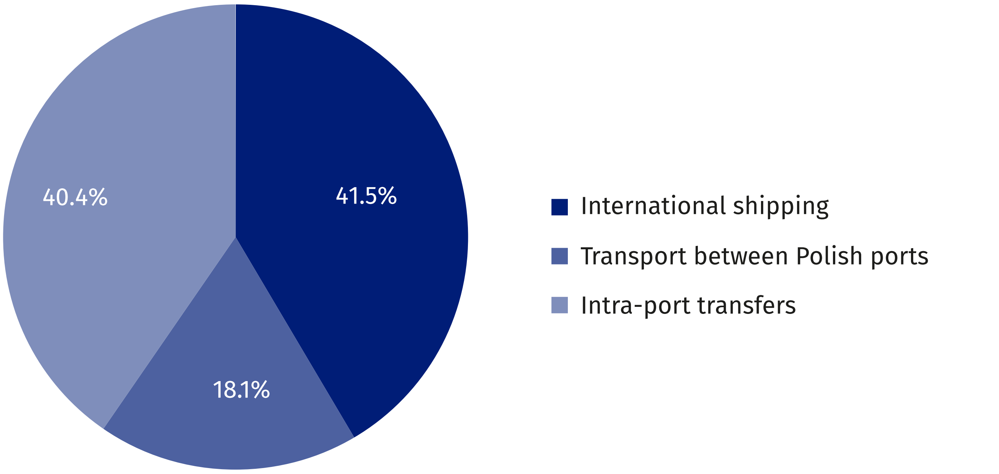 40.4%
41.5%
18.1%
International shipping
Transport between Polish ports
Intra-port transfers